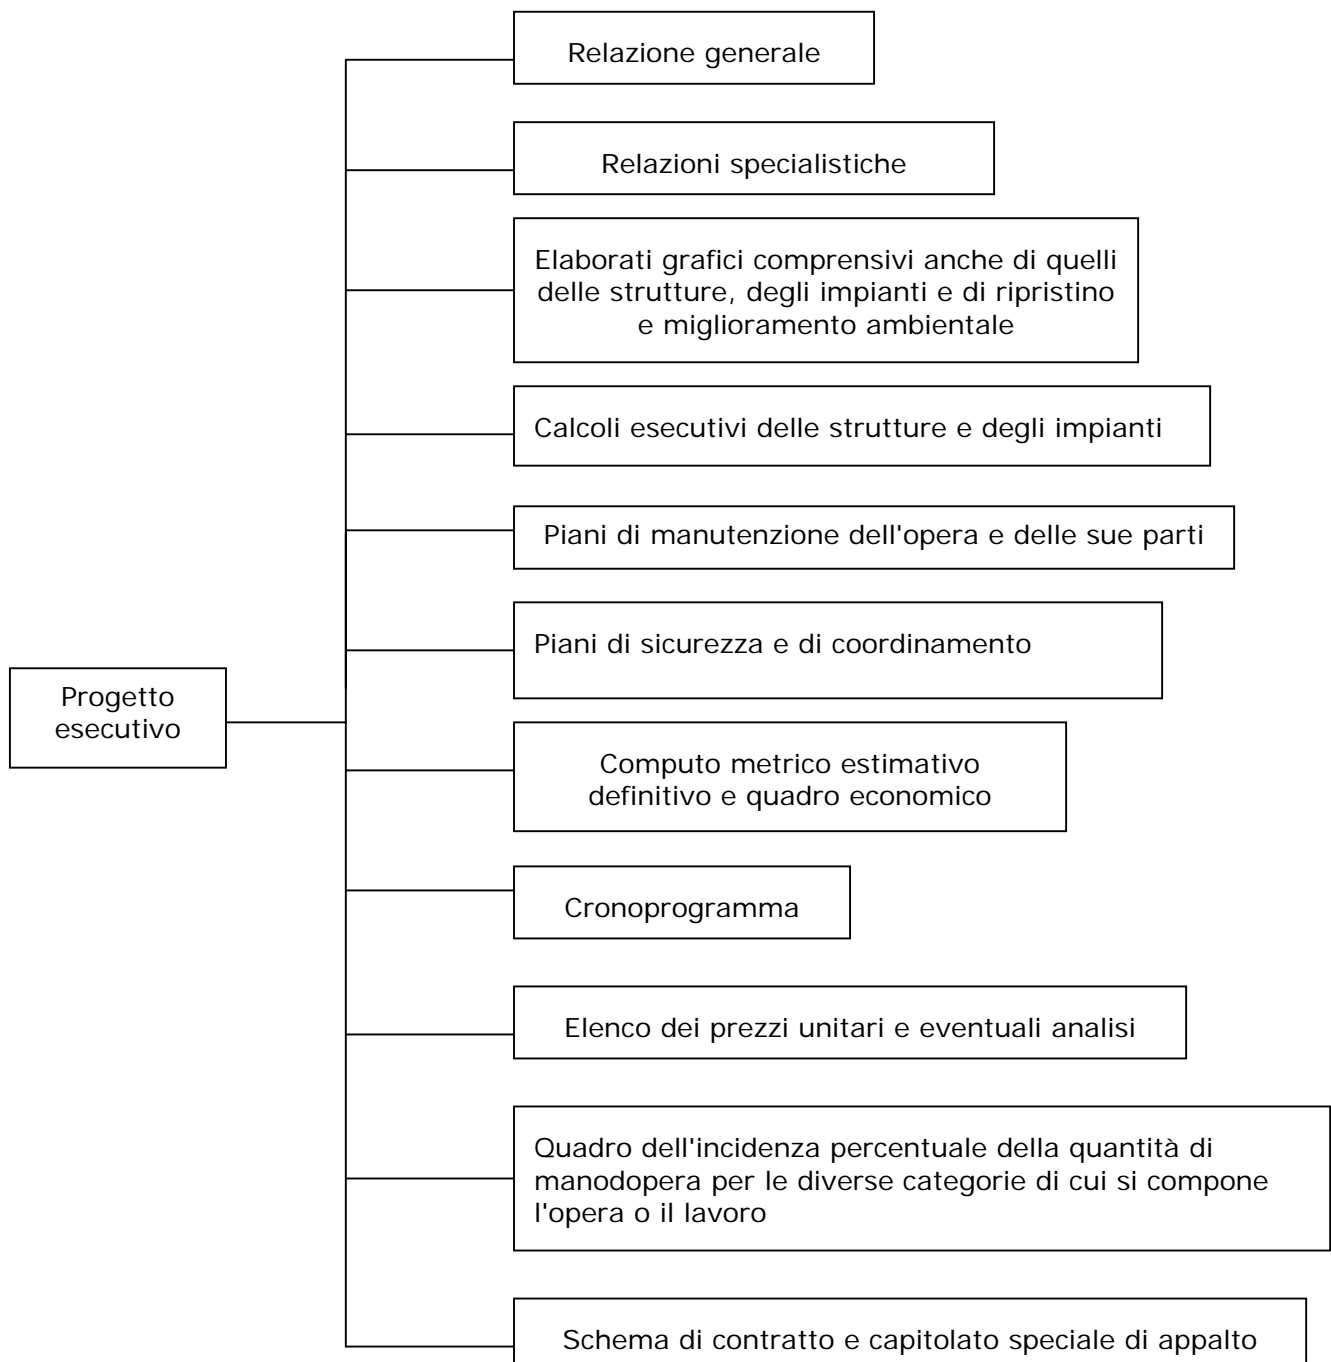 Relazione generale
Relazioni specialistiche
Elaborati grafici comprensivi anche di quelli
delle strutture, degli impianti e di ripristino
e miglioramento ambientale
Calcoli esecutivi delle strutture e degli impianti
Piani di manutenzione dell'opera e delle sue parti
Piani di sicurezza e di coordinamento
Progetto
esecutivo
Computo metrico estimativo
definitivo e quadro economico
Cronoprogramma
Elenco dei prezzi unitari e eventuali analisi
Quadro dell'incidenza percentuale della quantità di
manodopera per le diverse categorie di cui si compone
l'opera o il lavoro
Schema di contratto e capitolato speciale di appalto